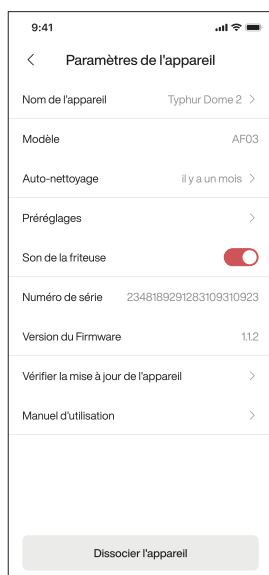 9:41
Paramètres de l'appareil
Nom de l'appareil Typhur Dome 2
Modèle AF03
Auto-nettoyage il y a un mois
Préréglages
Son de la friteuse
Numéro de série 2348189291283109310923
Version du Firmware 1.1.2
Vérifier la mise à jour de l'appareil
Manuel d'utilisation
Dissocier l'appareil